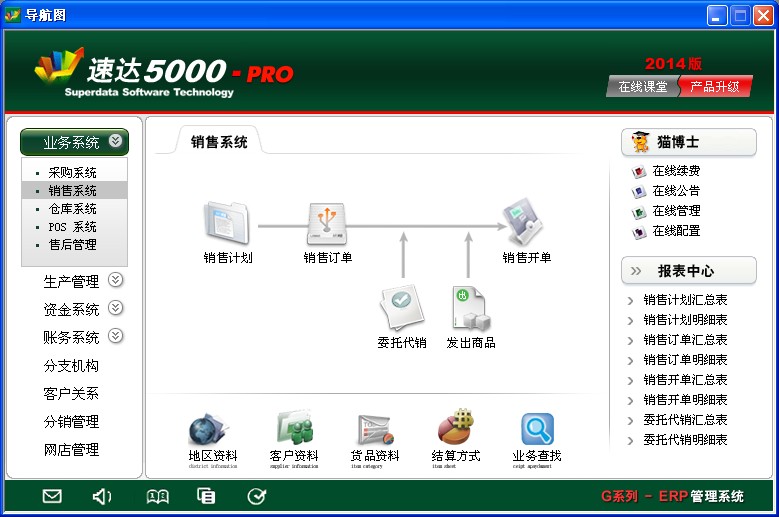 导航图
速达5000-PRO
Superdata Software Technology
2014版
在线课堂 产品升级
业务系统
采购系统
销售系统
仓库系统
POS 系统
售后管理
生产管理
资金系统
账务系统
分支机构
客户关系
分销管理
网店管理
销售系统
销售计划 销售订单 销售开单
委托代销 发出商品
地区资料 客户资料 货品资料 结算方式 业务查找
district information supplier information item category item sheet
猫博士
在线续费
在线公告
在线管理
在线配置
报表中心
销售计划汇总表
销售计划明细表
销售订单汇总表
销售订单明细表
销售开单汇总表
销售开单明细表
委托代销汇总表
委托代销明细表
G系列 - ERP管理系统